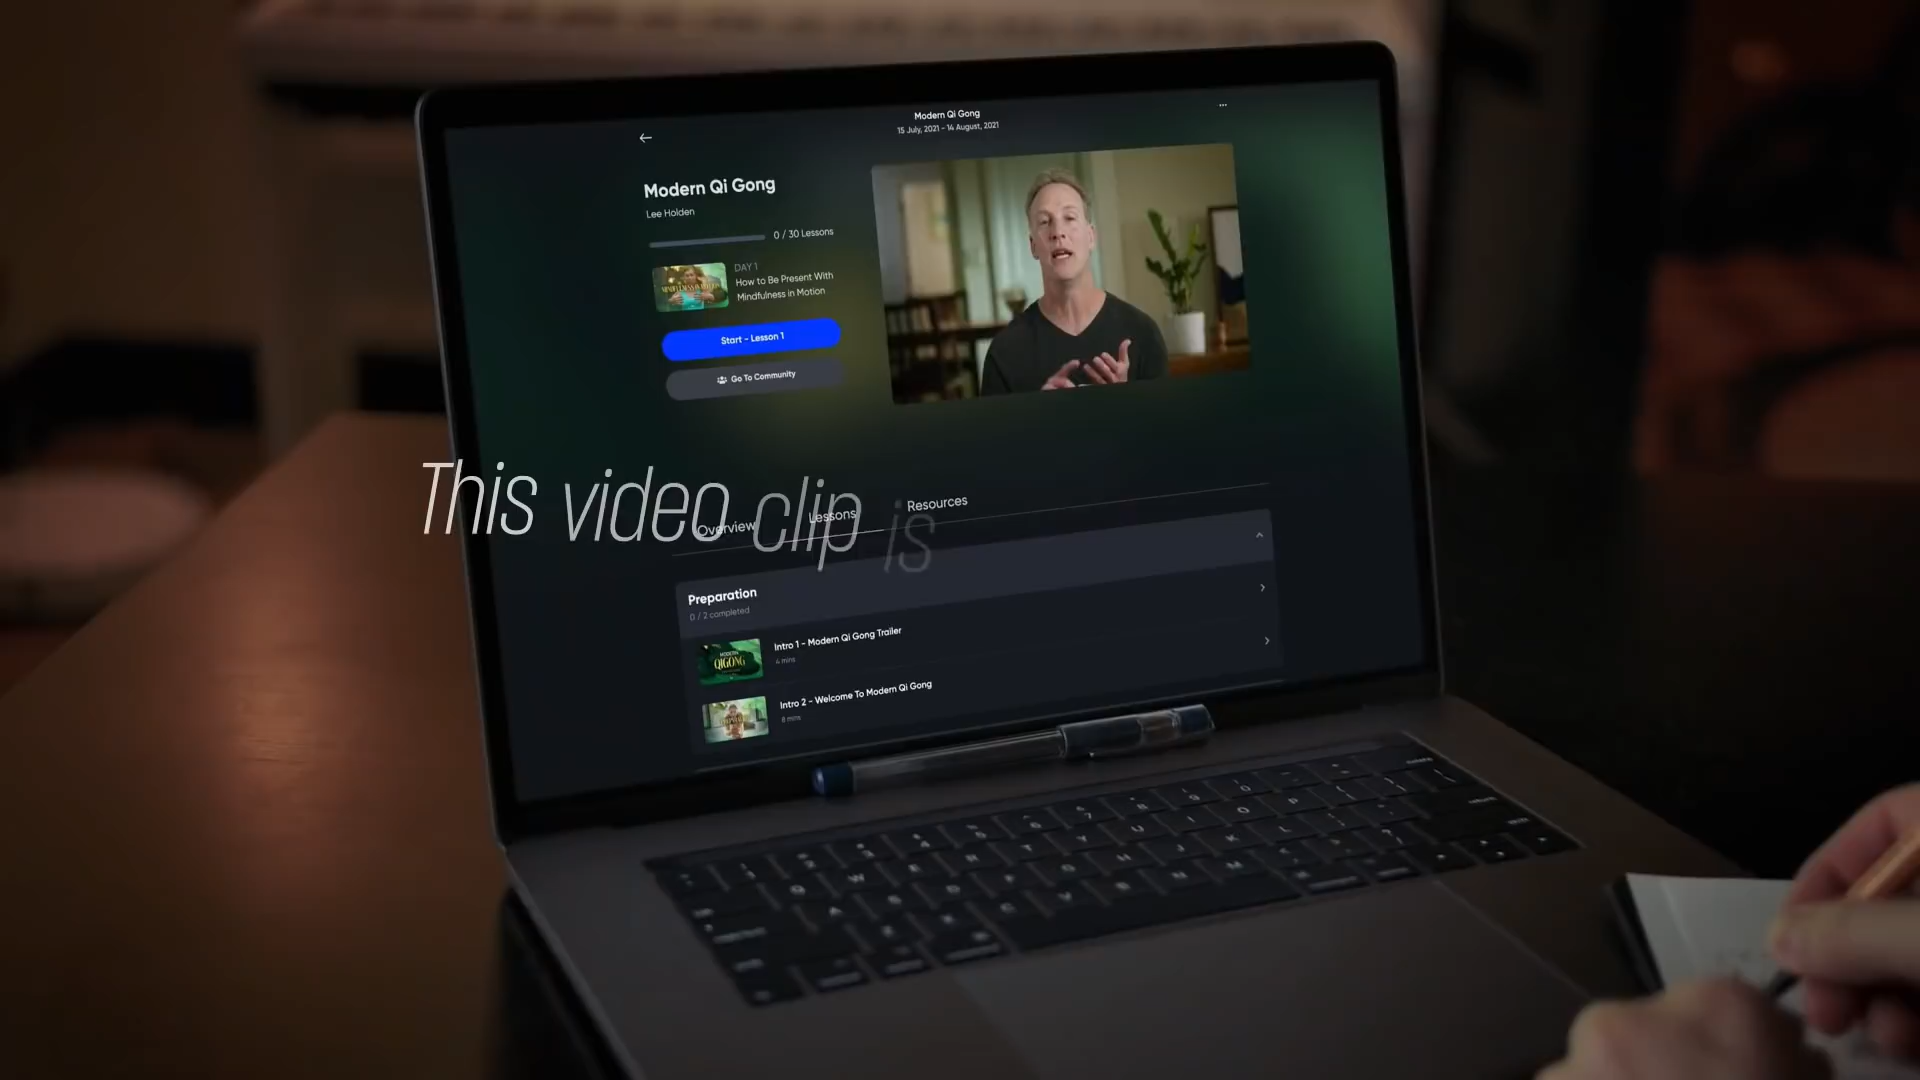 Modern Qi Gong
15 July, 2021 - 14 August, 2021
Modern Qi Gong
Lee Holden
0 / 30 Lessons
DAY 1
How to Be Present With
Mindfulness in Motion
Start - Lesson 1
Go To Community
This video clip is
Overview
Lessons
Resources
Preparation
0 / 2 completed
MODERN
QIGONG
Intro 1 - Modern Qi Gong Trailer
4 mins
Intro 2 - Welcome To Modern Qi Gong
8 mins